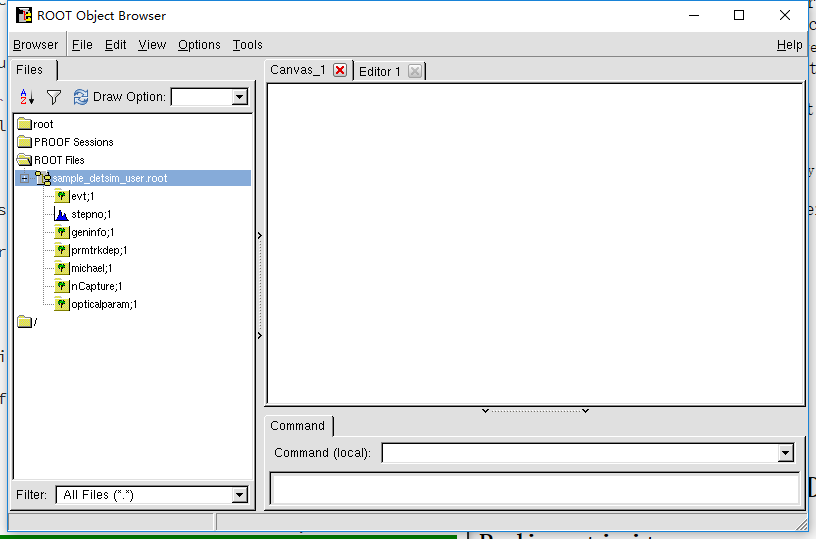 ROOT Object Browser
Browser File Edit View Options Tools Help
Files
Canvas_1 Editor 1
Draw Option:
root
PROOF Sessions
ROOT Files
sample_detsim_user.root
evt;1
stepno;1
geninfo;1
prmtrkdep;1
michael;1
nCapture;1
opticalparam;1
/
Command
Command (local):
Filter: All Files (*.*)